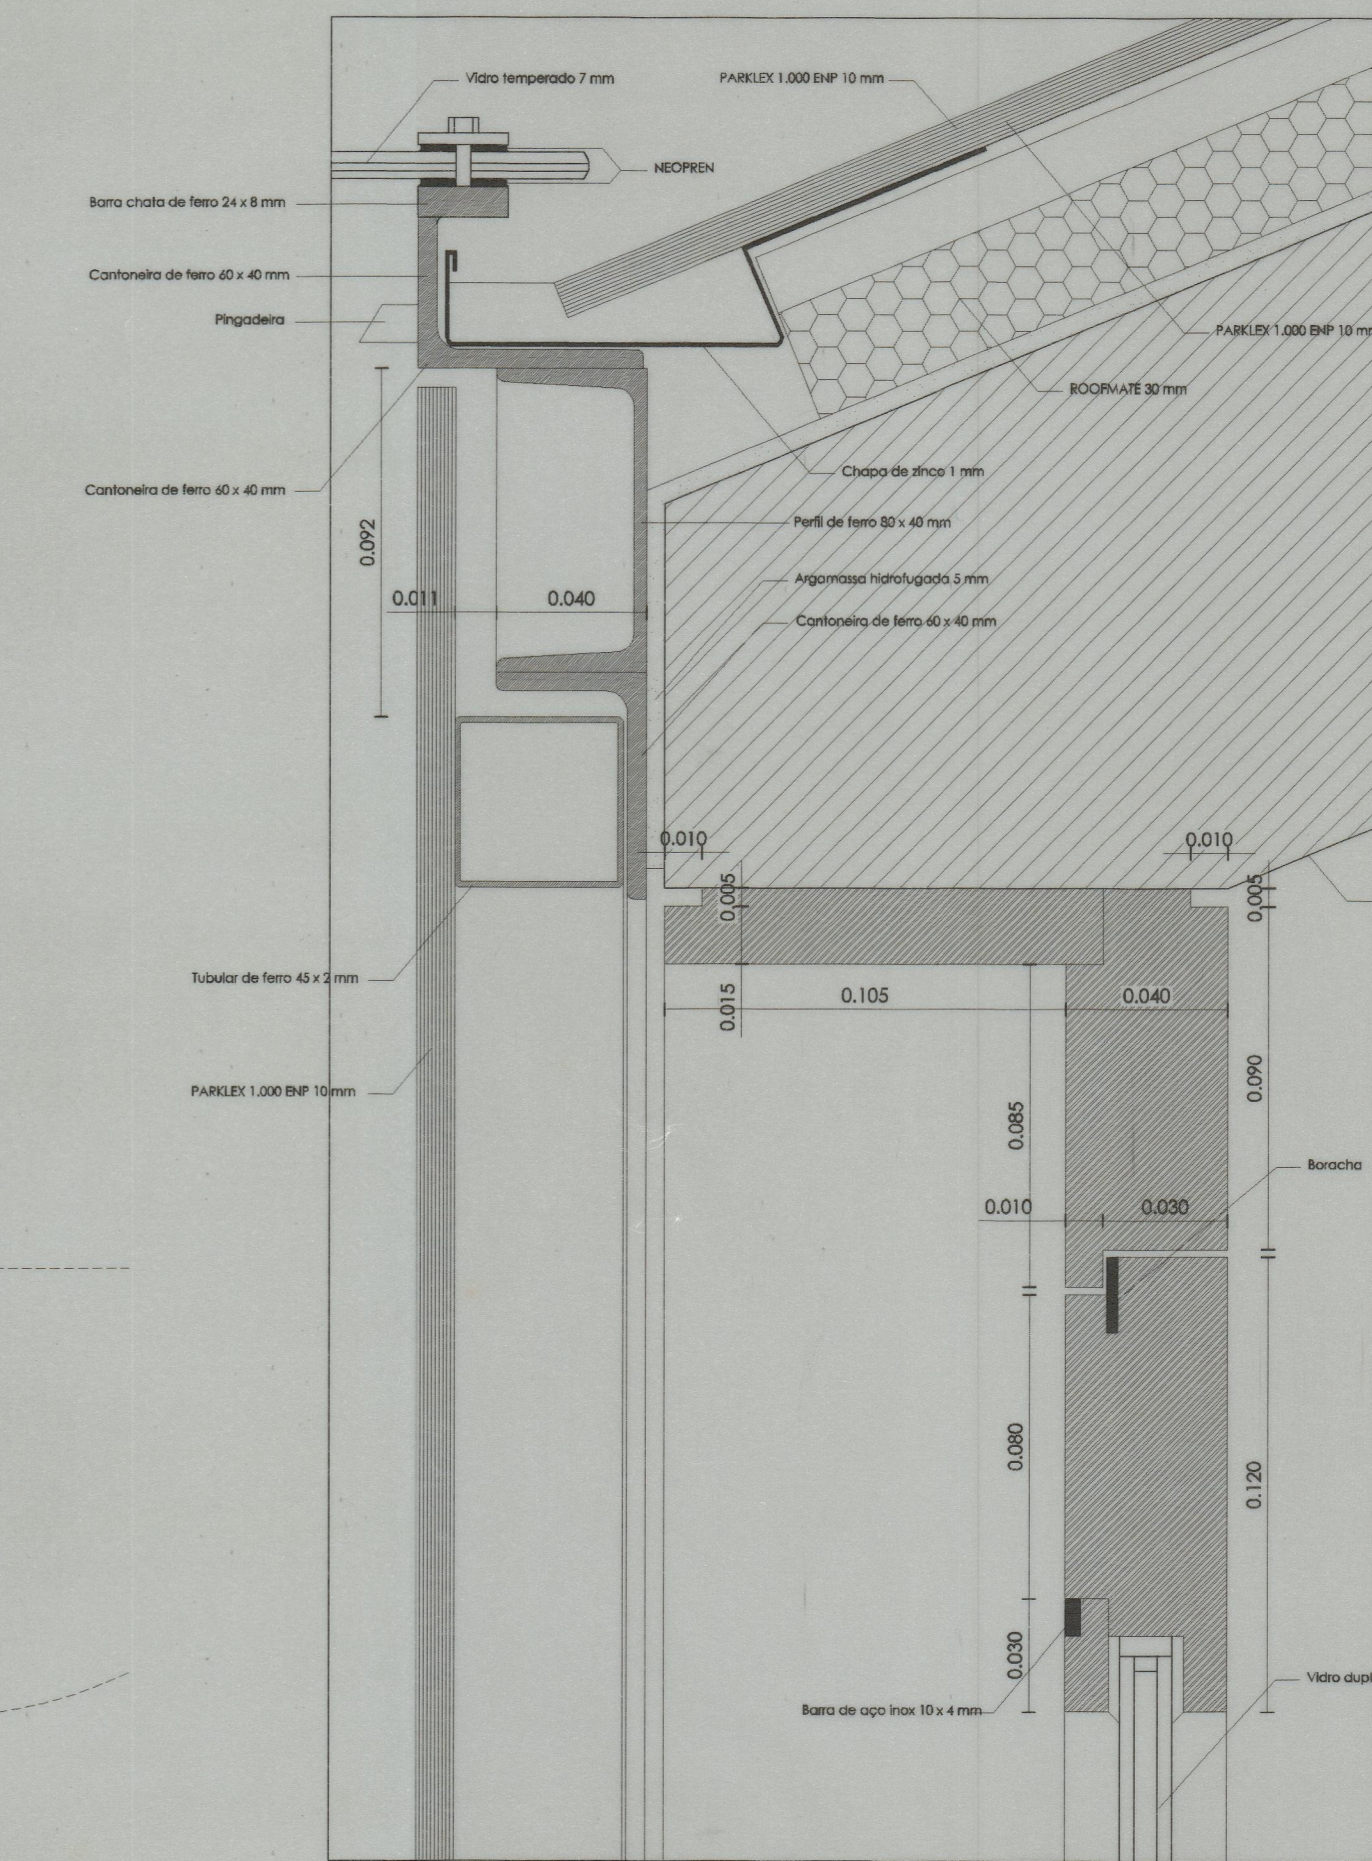 Vidro temperado 7 mm
PARKLEX 1.000 ENP 10 mm
NEOPREN
Barra chata de ferro 24 x 8 mm
Cantoneira de ferro 60 x 40 mm
Pingadeira
PARKLEX 1.000 ENP 10 mm
ROOFMATE 30 mm
Chapa de zinco 1 mm
Cantoneira de ferro 60 x 40 mm
Perfil de ferro 80 x 40 mm
0.092
Argamassa hidrofugada 5 mm
0.011
0.040
Cantoneira de ferro 60 x 40 mm
0.010
0.010
0.005
0.005
Tubular de ferro 45 x 2 mm
0.015
0.105
0.040
0.090
PARKLEX 1.000 ENP 10 mm
0.085
Boracha
0.010
0.030
0.080
0.120
0.030
Vidro dupl
Barra de aço inox 10 x 4 mm